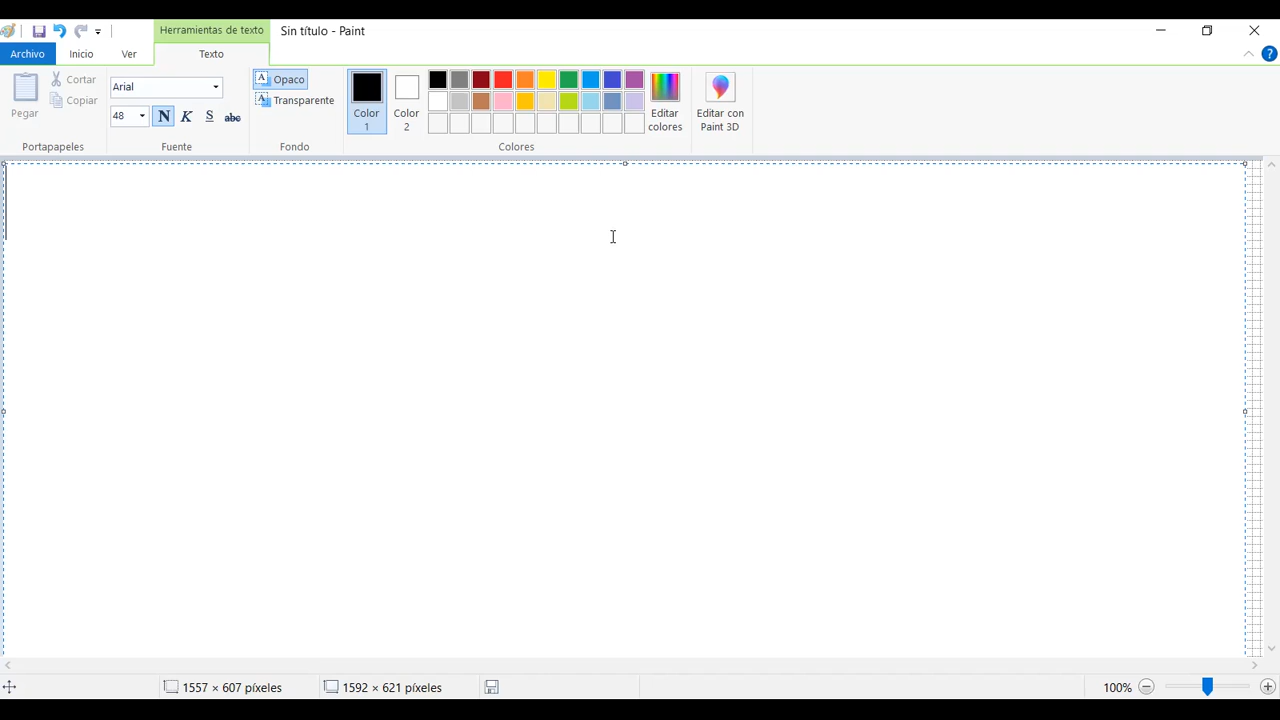 Herramientas de texto
Sin título - Paint
Archivo
Inicio
Ver
Texto
Pegar
Cortar
Copiar
Portapapeles
Arial
48
N K S abc
Fuente
A Opaco
A Transparente
Fondo
Color 1
Color 2
Editar colores
Colores
Editar con Paint 3D
?
1557 × 607 píxeles
1592 × 621 píxeles
100%